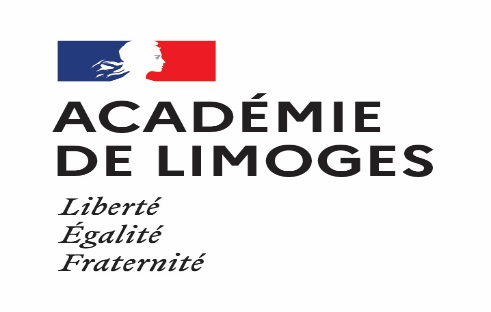 ACADÉMIE
DE LIMOGES
Liberté
Égalité
Fraternité